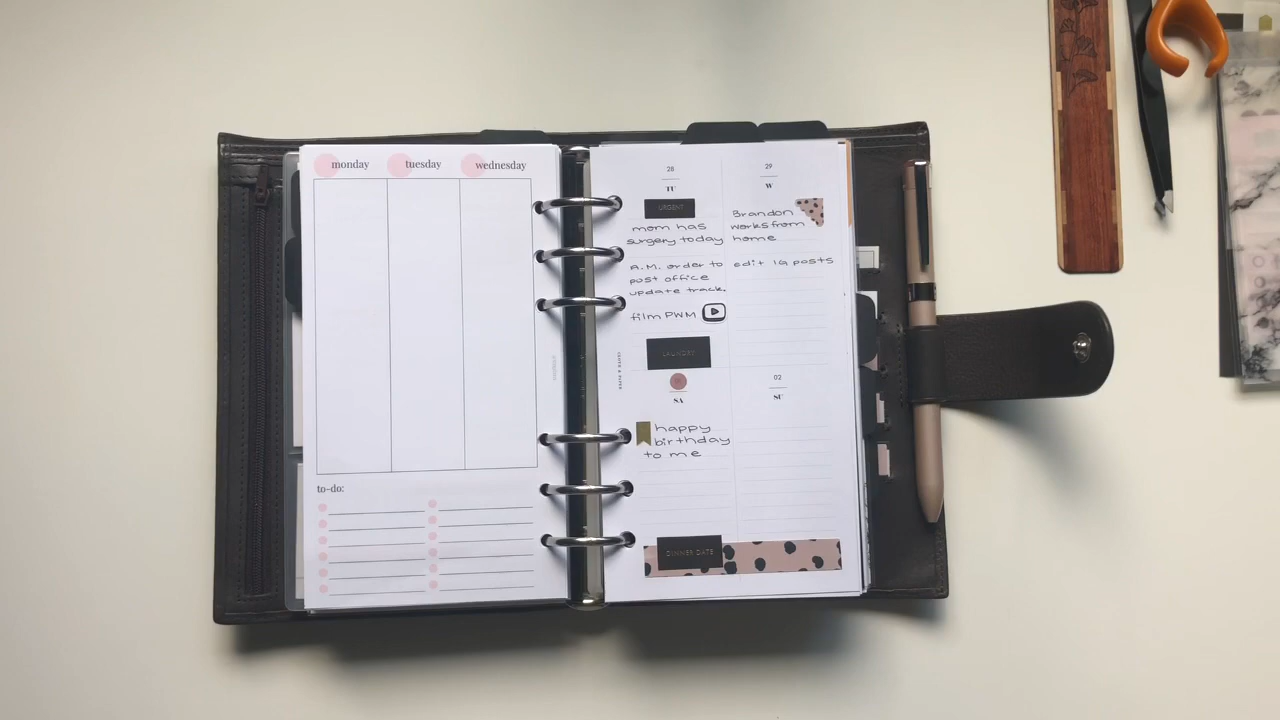 monday
tuesday
wednesday
to-do:
28
TU
URGENT
mom has
surgery today
A.M. order to
post office
update track.
film PWM
LAUNDRY
29
W
Brandon
works from
home
edit IG posts
SA
happy
birthday
to me
DINNER DATE
02
SU